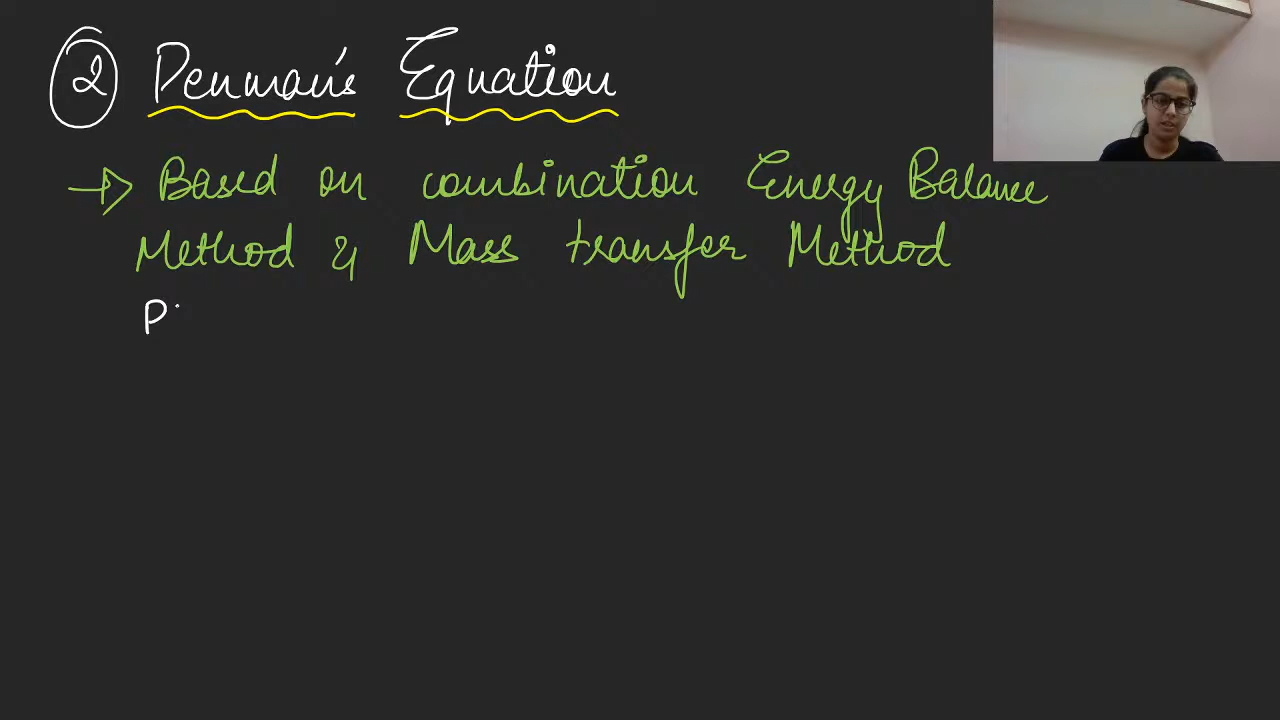 ② Penman's Equation
→ Based on combination Energy Balance
Method & Mass transfer Method
P